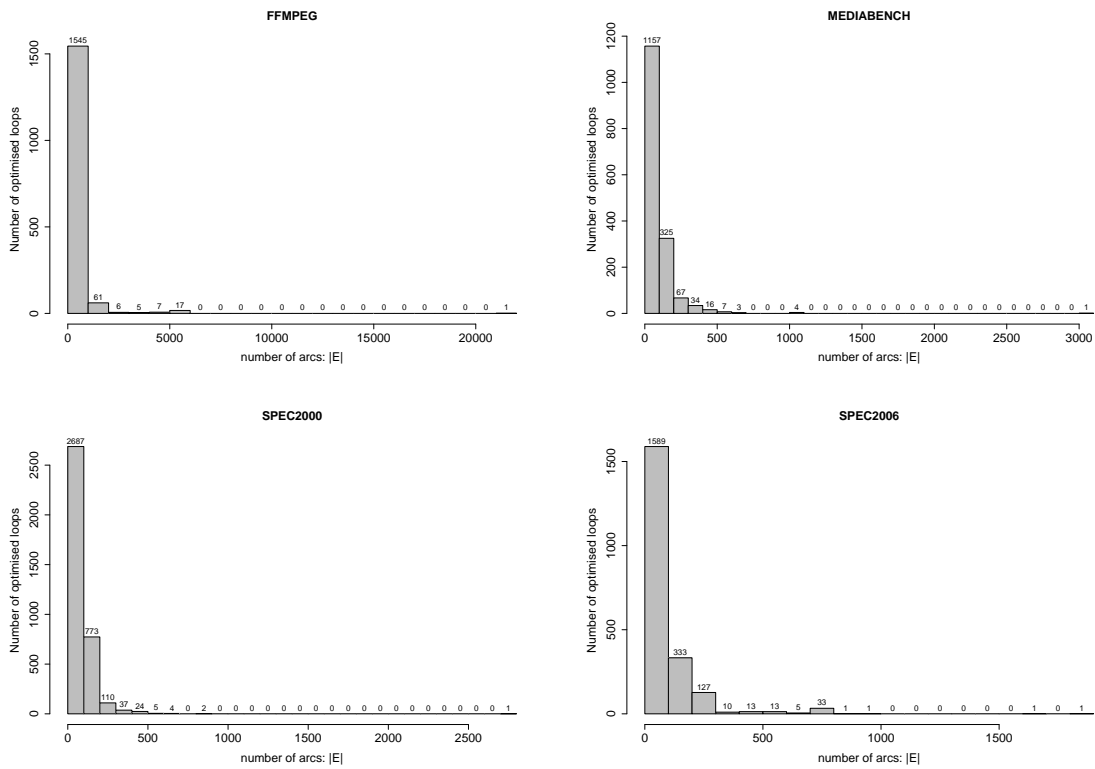 FFMPEG
Number of optimised loops
0 500 1000 1500
1545 61 6 5 7 17 0 0 0 0 0 0 0 0 0 0 0 0 0 0 0 1
0 5000 10000 15000 20000
number of arcs: |E|
MEDIABENCH
Number of optimised loops
0 200 400 600 800 1000 1200
1157 325 67 34 16 7 3 0 0 0 4 0 0 0 0 0 0 0 0 0 0 0 0 0 0 0 0 0 0 0 1
0 500 1000 1500 2000 2500 3000
number of arcs: |E|
SPEC2000
Number of optimised loops
0 500 1000 1500 2000 2500
2687 773 110 37 24 5 4 0 2 0 0 0 0 0 0 0 0 0 0 0 0 0 0 0 0 0 0 1
0 500 1000 1500 2000 2500
number of arcs: |E|
SPEC2006
Number of optimised loops
0 500 1000 1500
1589 333 127 10 13 13 5 33 1 1 0 0 0 0 0 0 1 0 1
0 500 1000 1500
number of arcs: |E|